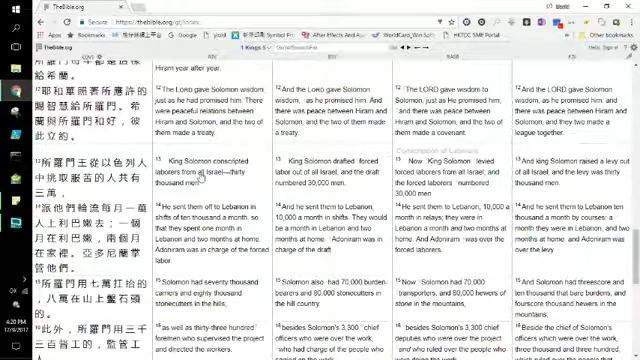 TheBible.org
Secure
https://thebible.org/gt/index
Apps
Bookmarks
Google
yield
HKTDC SME Portal
Other bookmarks
TheBible.org
1 Kings 5
Help
Sign in
CUVT
NIV
ESV
NASB
KJV
所羅門每年都是這樣
給希蘭。
Hiram year after year.
12 耶和華照著所應許的
賜智慧給所羅門。希
蘭與所羅門和好,彼
此立約。
12 The LORD gave Solomon wisdom,
just as he had promised him. There
were peaceful relations between
Hiram and Solomon, and the two of
them made a treaty.
12 And the LORD gave Solomon
wisdom, as he promised him. And
there was peace between Hiram
and Solomon, and the two of them
made a treaty.
12 The LORD gave wisdom to
Solomon, just as He promised him;
and there was peace between Hiram
and Solomon, and the two of them
made a covenant.
12 And the LORD gave Solomon
wisdom, as he promised him: and
there was peace between Hiram
and Solomon; and they two made a
league together.
Conscription of Laborers
13 所羅門王從以色列人
中挑取服苦的人共有
三萬,
13 King Solomon conscripted
laborers from all Israel—thirty
thousand men.
13 King Solomon drafted forced
labor out of all Israel, and the draft
numbered 30,000 men.
13 Now King Solomon levied
forced laborers from all Israel; and
the forced laborers numbered
30,000 men.
13 And king Solomon raised a levy out
of all Israel; and the levy was thirty
thousand men.
14 派他們輪流每月一萬
人上利巴嫩去;一個
月在利巴嫩,兩個月
在家裡。亞多尼蘭掌
管他們。
14 He sent them off to Lebanon in
shifts of ten thousand a month, so
that they spent one month in
Lebanon and two months at home.
Adoniram was in charge of the forced
labor.
14 And he sent them to Lebanon,
10,000 a month in shifts. They would
be a month in Lebanon and two
months at home. Adoniram was in
charge of the draft.
14 He sent them to Lebanon, 10,000 a
month in relays; they were in
Lebanon a month and two months at
home. And Adoniram was over the
forced laborers.
14 And he sent them to Lebanon, ten
thousand a month by courses: a
month they were in Lebanon, and
two months at home: and Adoniram
was over the levy.
15 所羅門用七萬扛抬的,
八萬在山上鑿石頭
的。
15 Solomon had seventy thousand
carriers and eighty thousand
stonecutters in the hills,
15 Solomon also had 70,000 burden-
bearers and 80,000 stonecutters in
the hill country,
15 Now Solomon had 70,000
transporters, and 80,000 hewers of
stone in the mountains,
15 And Solomon had threescore and
ten thousand that bare burdens, and
fourscore thousand hewers in the
mountains;
16 此外,所羅門用三千
三百督工的,監管工
16 as well as thirty-three hundred
foremen who supervised the project
and directed the workers.
16 besides Solomon's 3,300 chief
officers who were over the work,
who had charge of the people who
16 besides Solomon's 3,300 chief
deputies who were over the project
and who ruled over the people who
16 Beside the chief of Solomon's
officers which were over the work,
three thousand and three hundred,
4:20 PM
12/9/2017